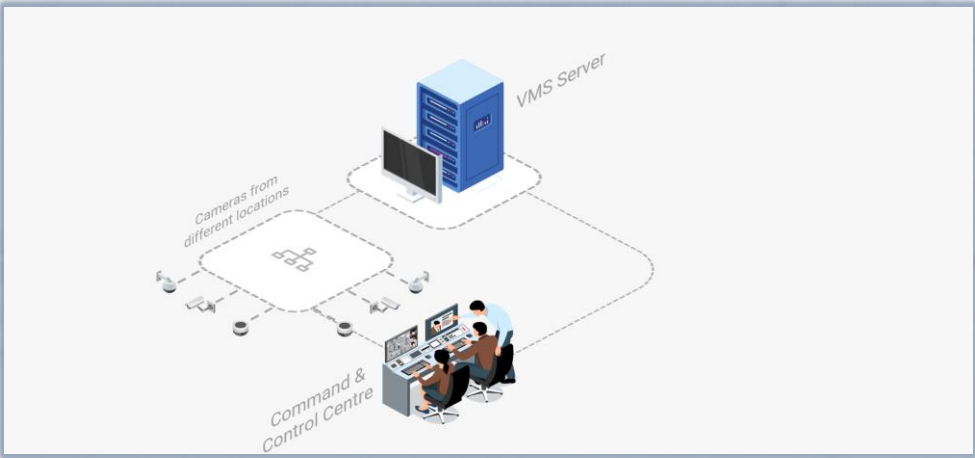 VMS Server
Cameras from
different locations
Command &
Control Centre